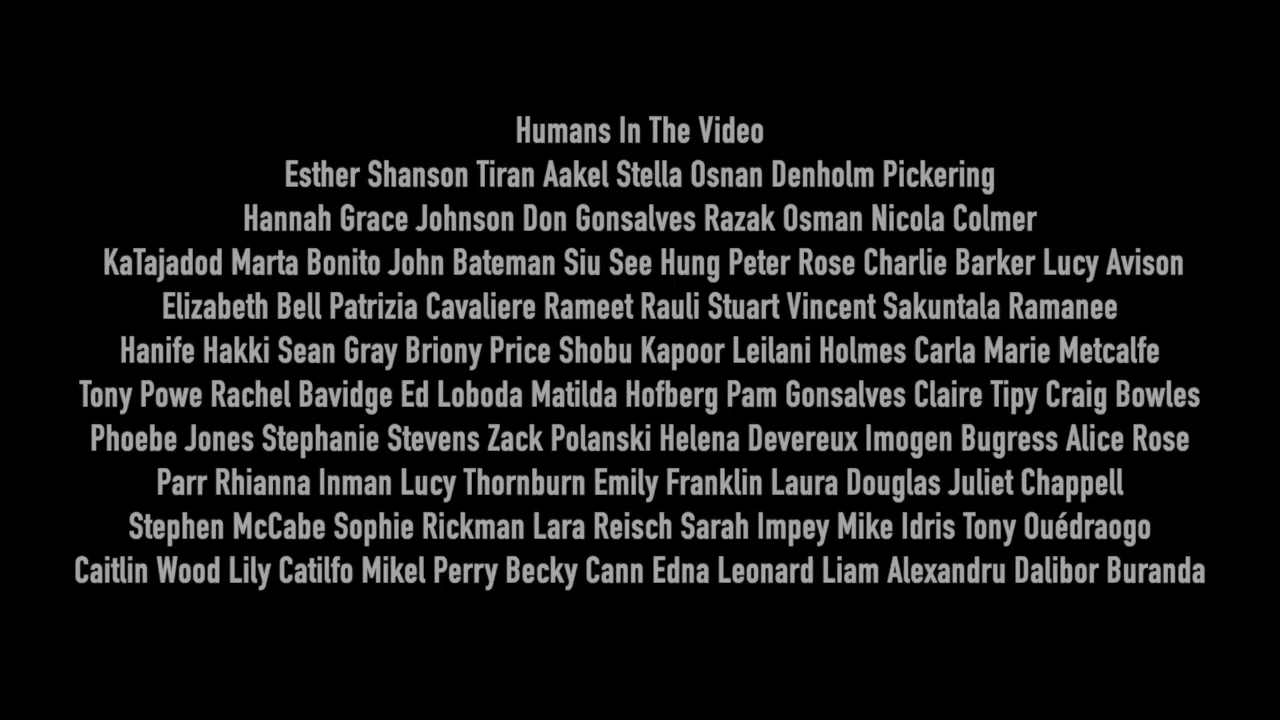 Humans In The Video
Esther Shanson Tiran Aakel Stella Osnan Denholm Pickering
Hannah Grace Johnson Don Gonsalves Razak Osman Nicola Colmer
KaTajadod Marta Bonito John Bateman Siu See Hung Peter Rose Charlie Barker Lucy Avison
Elizabeth Bell Patrizia Cavaliere Rameet Rauli Stuart Vincent Sakuntala Ramanee
Hanife Hakki Sean Gray Briony Price Shobu Kapoor Leilani Holmes Carla Marie Metcalfe
Tony Powe Rachel Bavidge Ed Loboda Matilda Hofberg Pam Gonsalves Claire Tipy Craig Bowles
Phoebe Jones Stephanie Stevens Zack Polanski Helena Devereux Imogen Bugress Alice Rose
Parr Rhianna Inman Lucy Thornburn Emily Franklin Laura Douglas Juliet Chappell
Stephen McCabe Sophie Rickman Lara Reisch Sarah Impey Mike Idris Tony Ouédraogo
Caitlin Wood Lily Catilfo Mikel Perry Becky Cann Edna Leonard Liam Alexandru Dalibor Buranda